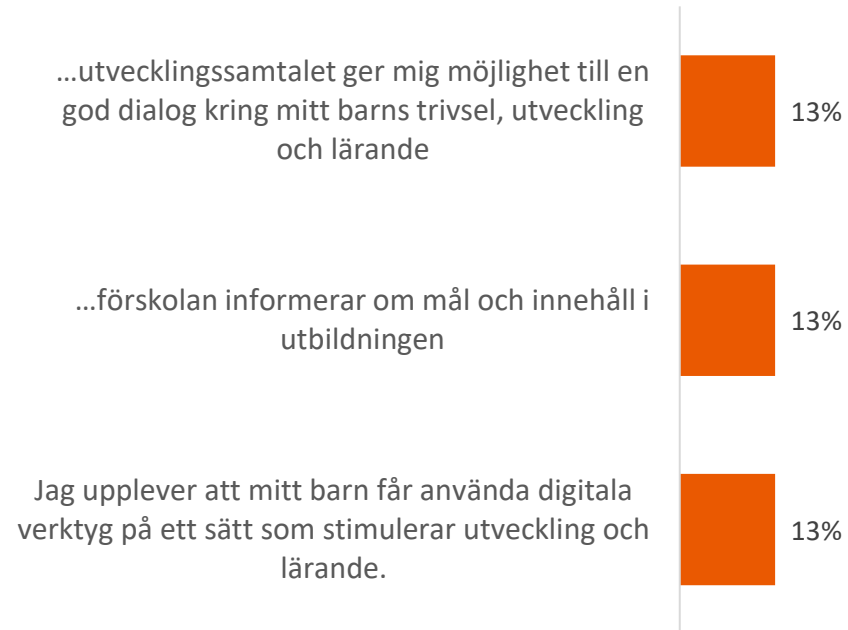 …utvecklingssamtalet ger mig möjlighet till en
god dialog kring mitt barns trivsel, utveckling
och lärande
13%
…förskolan informerar om mål och innehåll i
utbildningen
13%
Jag upplever att mitt barn får använda digitala
verktyg på ett sätt som stimulerar utveckling och
lärande.
13%